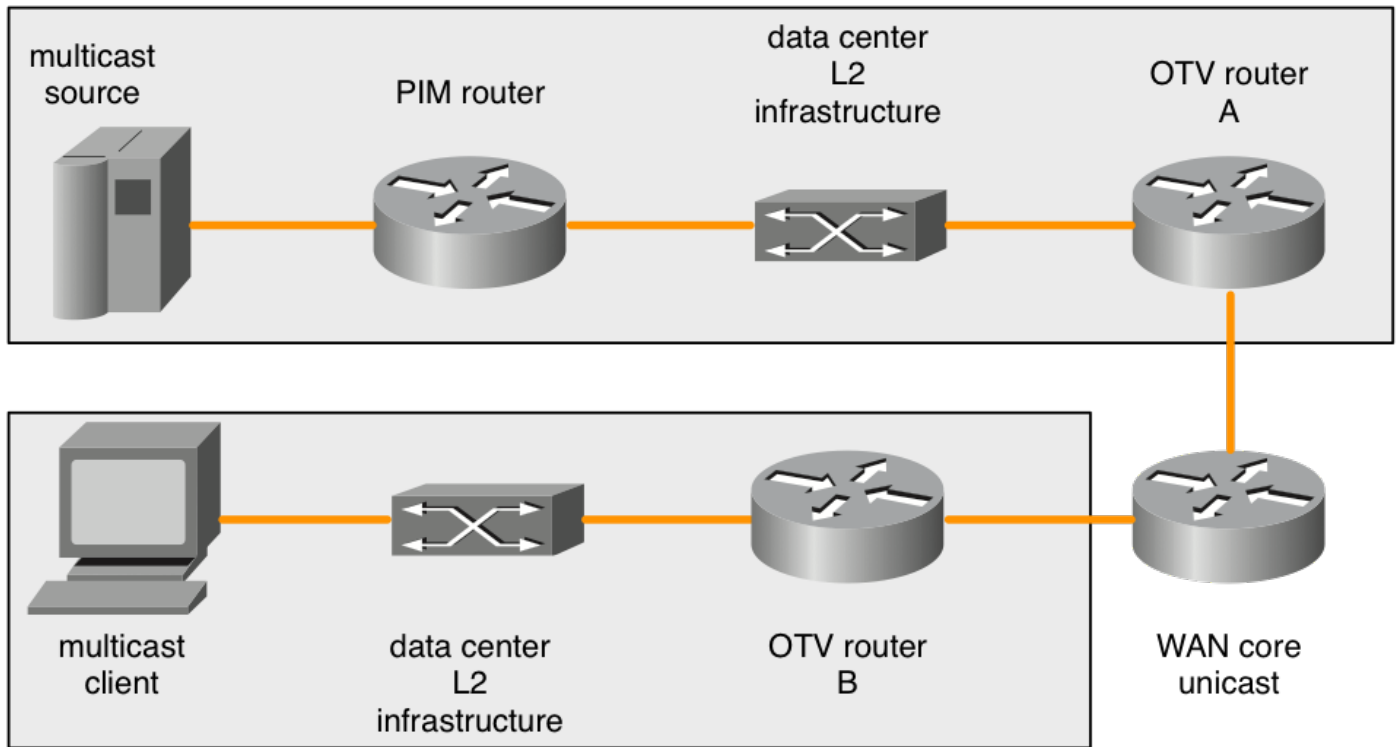 multicast
source
PIM router
data center
L2
infrastructure
OTV router
A
multicast
client
data center
L2
infrastructure
OTV router
B
WAN core
unicast